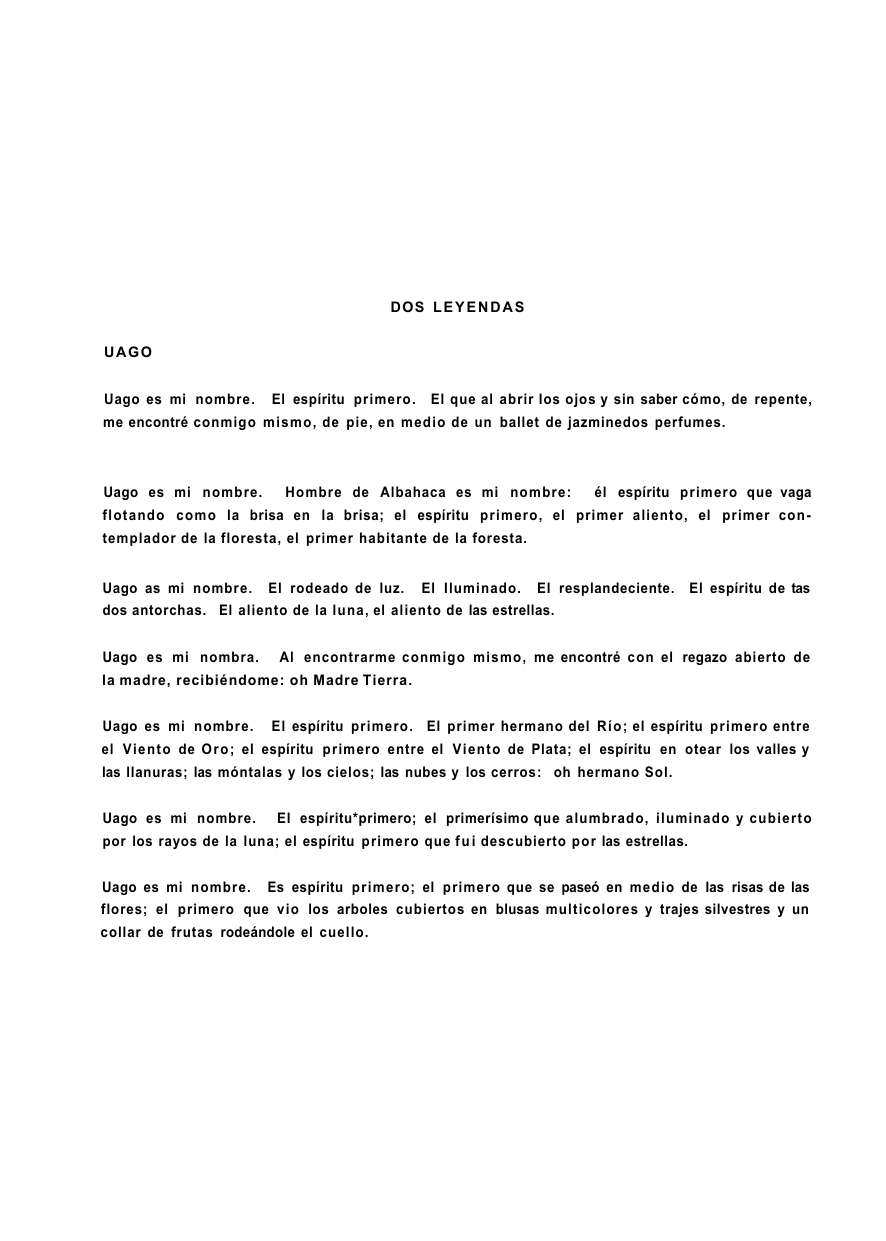 DOS LEYENDAS
UAGO
Uago es mi nombre. El espíritu primero. El que al abrir los ojos y sin saber cómo, de repente,
me encontré conmigo mismo, de pie, en medio de un ballet de jazminedos perfumes.
Uago es mi nombre. Hombre de Albahaca es mi nombre: él espíritu primero que vaga
flotando como la brisa en la brisa; el espíritu primero, el primer aliento, el primer con-
templador de la floresta, el primer habitante de la foresta.
Uago as mi nombre. El rodeado de luz. El Iluminado. El resplandeciente. El espíritu de tas
dos antorchas. El aliento de la luna, el aliento de las estrellas.
Uago es mi nombra. Al encontrarme conmigo mismo, me encontré con el regazo abierto de
la madre, recibiéndome: oh Madre Tierra.
Uago es mi nombre. El espíritu primero. El primer hermano del Río; el espíritu primero entre
el Viento de Oro; el espíritu primero entre el Viento de Plata; el espíritu en otear los valles y
las llanuras; las móntalas y los cielos; las nubes y los cerros: oh hermano Sol.
Uago es mi nombre. El espíritu*primero; el primerísimo que alumbrado, iluminado y cubierto
por los rayos de la luna; el espíritu primero que fui descubierto por las estrellas.
Uago es mi nombre. Es espíritu primero; el primero que se paseó en medio de las risas de las
flores; el primero que vio los arboles cubiertos en blusas multicolores y trajes silvestres y un
collar de frutas rodeándole el cuello.